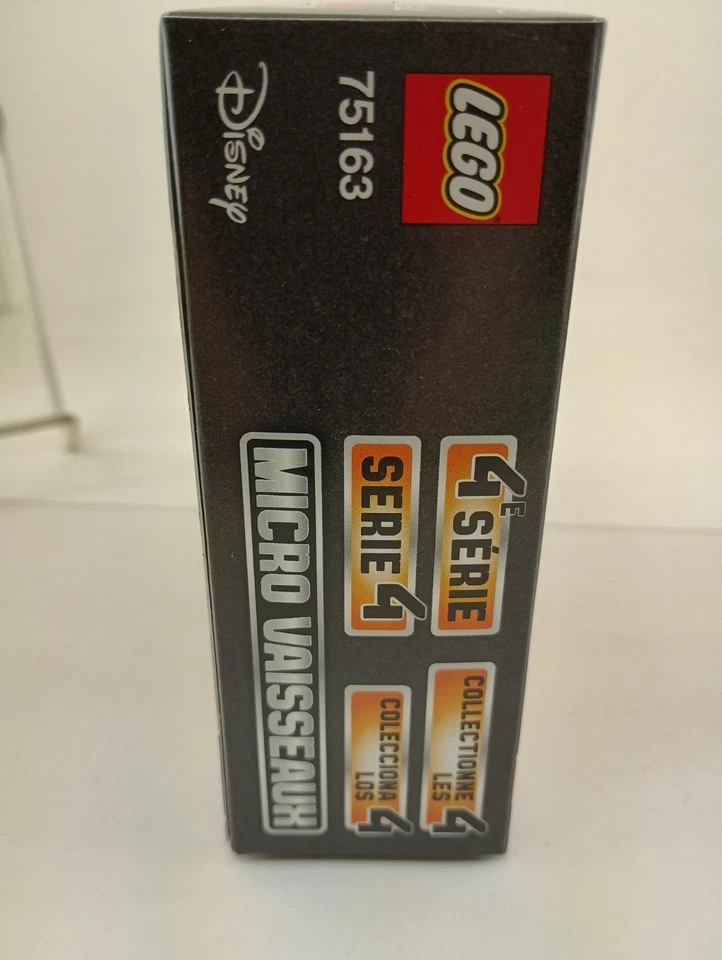 LEGO
75163
DISNEY
4E SÉRIE
SERIE 4
COLLECTIONNE
LES 4
COLECCIONA
LOS 4
MICRO VAISSEAUX